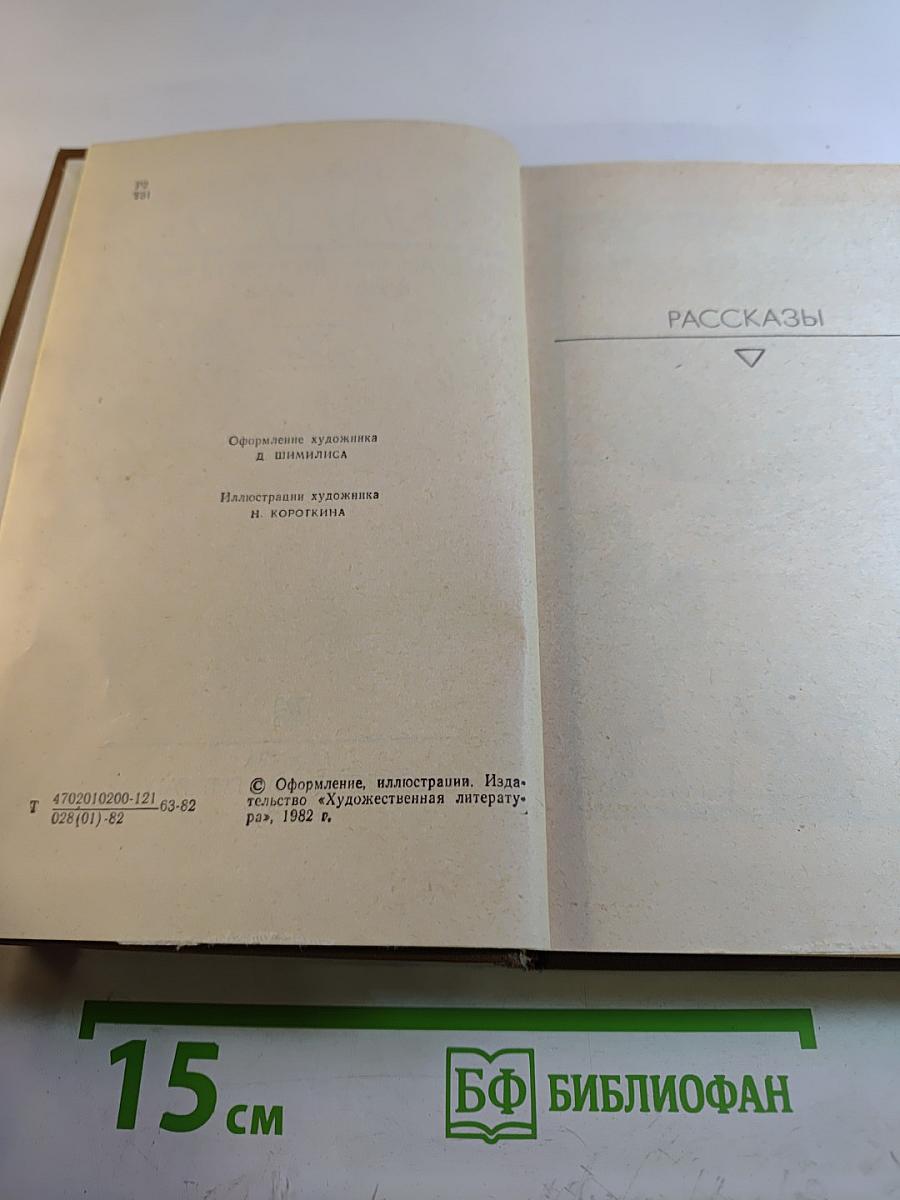 Оформление художника
Д. ШИМИЛИСА
Иллюстрации художника
Н. КОРОТКИНА
Т 4702010200-121
028(01)-82
63-82
© Оформление, иллюстрации. Изда-
тельство «Художественная литерату-
ра», 1982 г.
РАССКАЗЫ
15 см
БФ БИБЛИОФАН